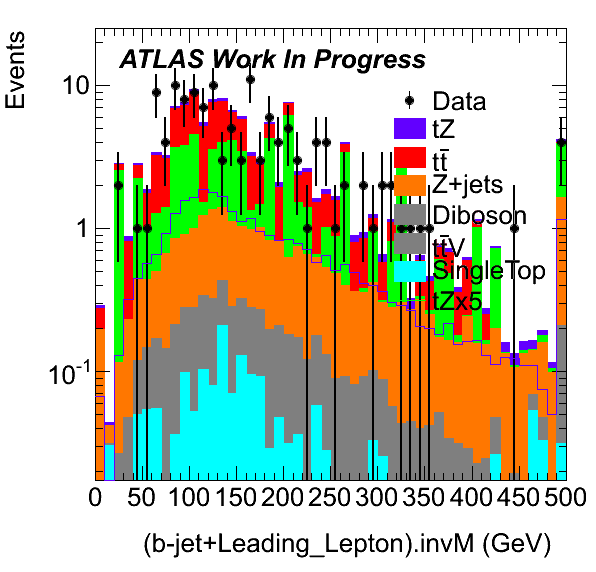 Events
ATLAS Work In Progress
10
1
10⁻¹
Data
tZ
tt̄
Z+jets
Diboson
tt̄V
SingleTop
tZx5
0 50 100 150 200 250 300 350 400 450 500
(b-jet+Leading_Lepton).invM (GeV)